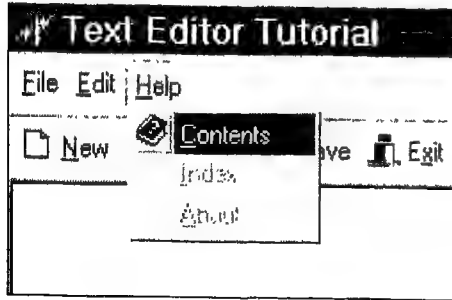 Text Editor Tutorial
File Edit Help
Contents
New ve Exit
Index
About